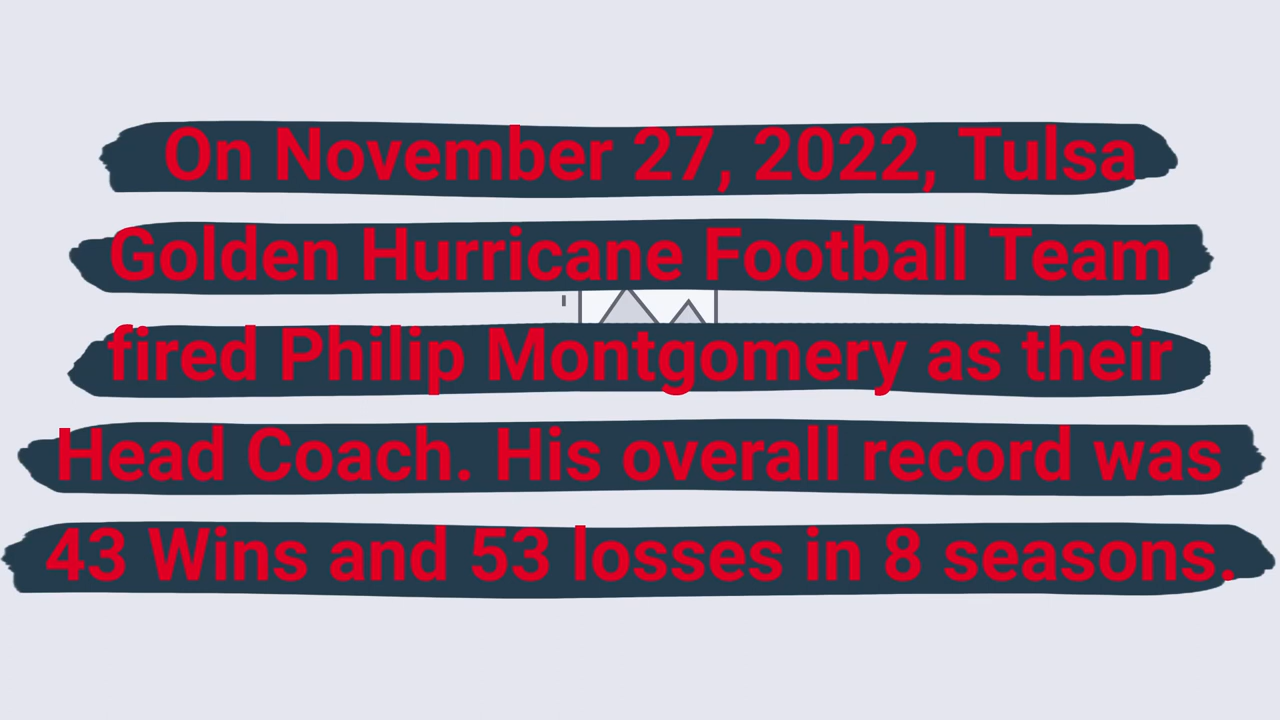 On November 27, 2022, Tulsa
Golden Hurricane Football Team
fired Philip Montgomery as their
Head Coach. His overall record was
43 Wins and 53 losses in 8 seasons.